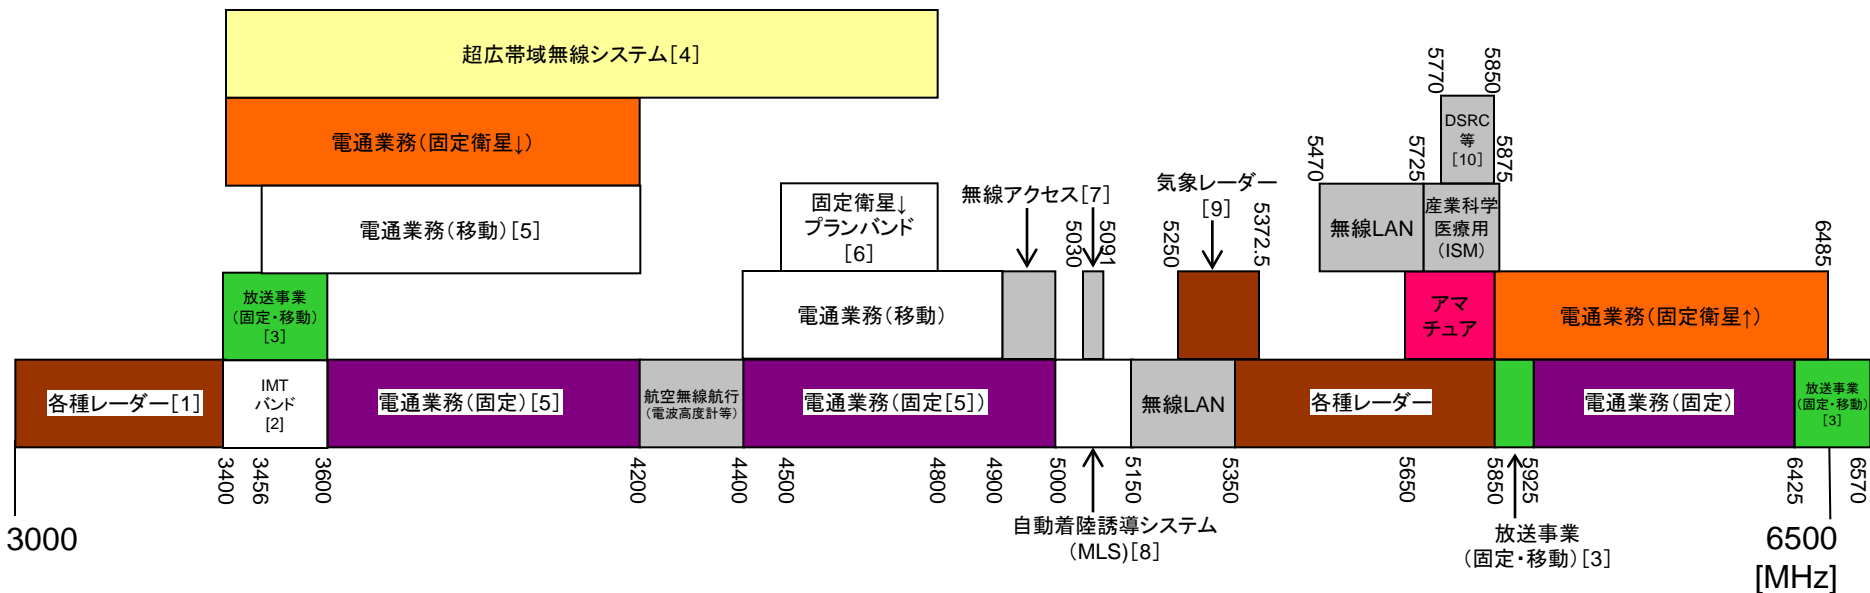 超広帯域無線システム[4]
電通業務(固定衛星↓)
電通業務(移動)[5]
放送事業
(固定・移動)
[3]
固定衛星↓
プランバンド
[6]
電通業務(移動)
無線アクセス[7]
5030
5091
気象レーダー
[9]
5250
5372.5
5470
5725
5770
5850
5875
DSRC
等
[10]
無線LAN
産業科学
医療用
(ISM)
アマ
チュア
電通業務(固定衛星↑)
6485
各種レーダー[1]
IMT
バンド
[2]
電通業務(固定)[5]
航空無線航行
(電波高度計等)
電通業務(固定[5])
無線LAN
各種レーダー
電通業務(固定)
放送事業
(固定・移動)
[3]
3400
3456
3600
4200
4400
4500
4800
4900
5000
5150
5350
5650
5850
5925
6425
6570
3000
自動着陸誘導システム
(MLS)[8]
放送事業
(固定・移動)[3]
6500
[MHz]